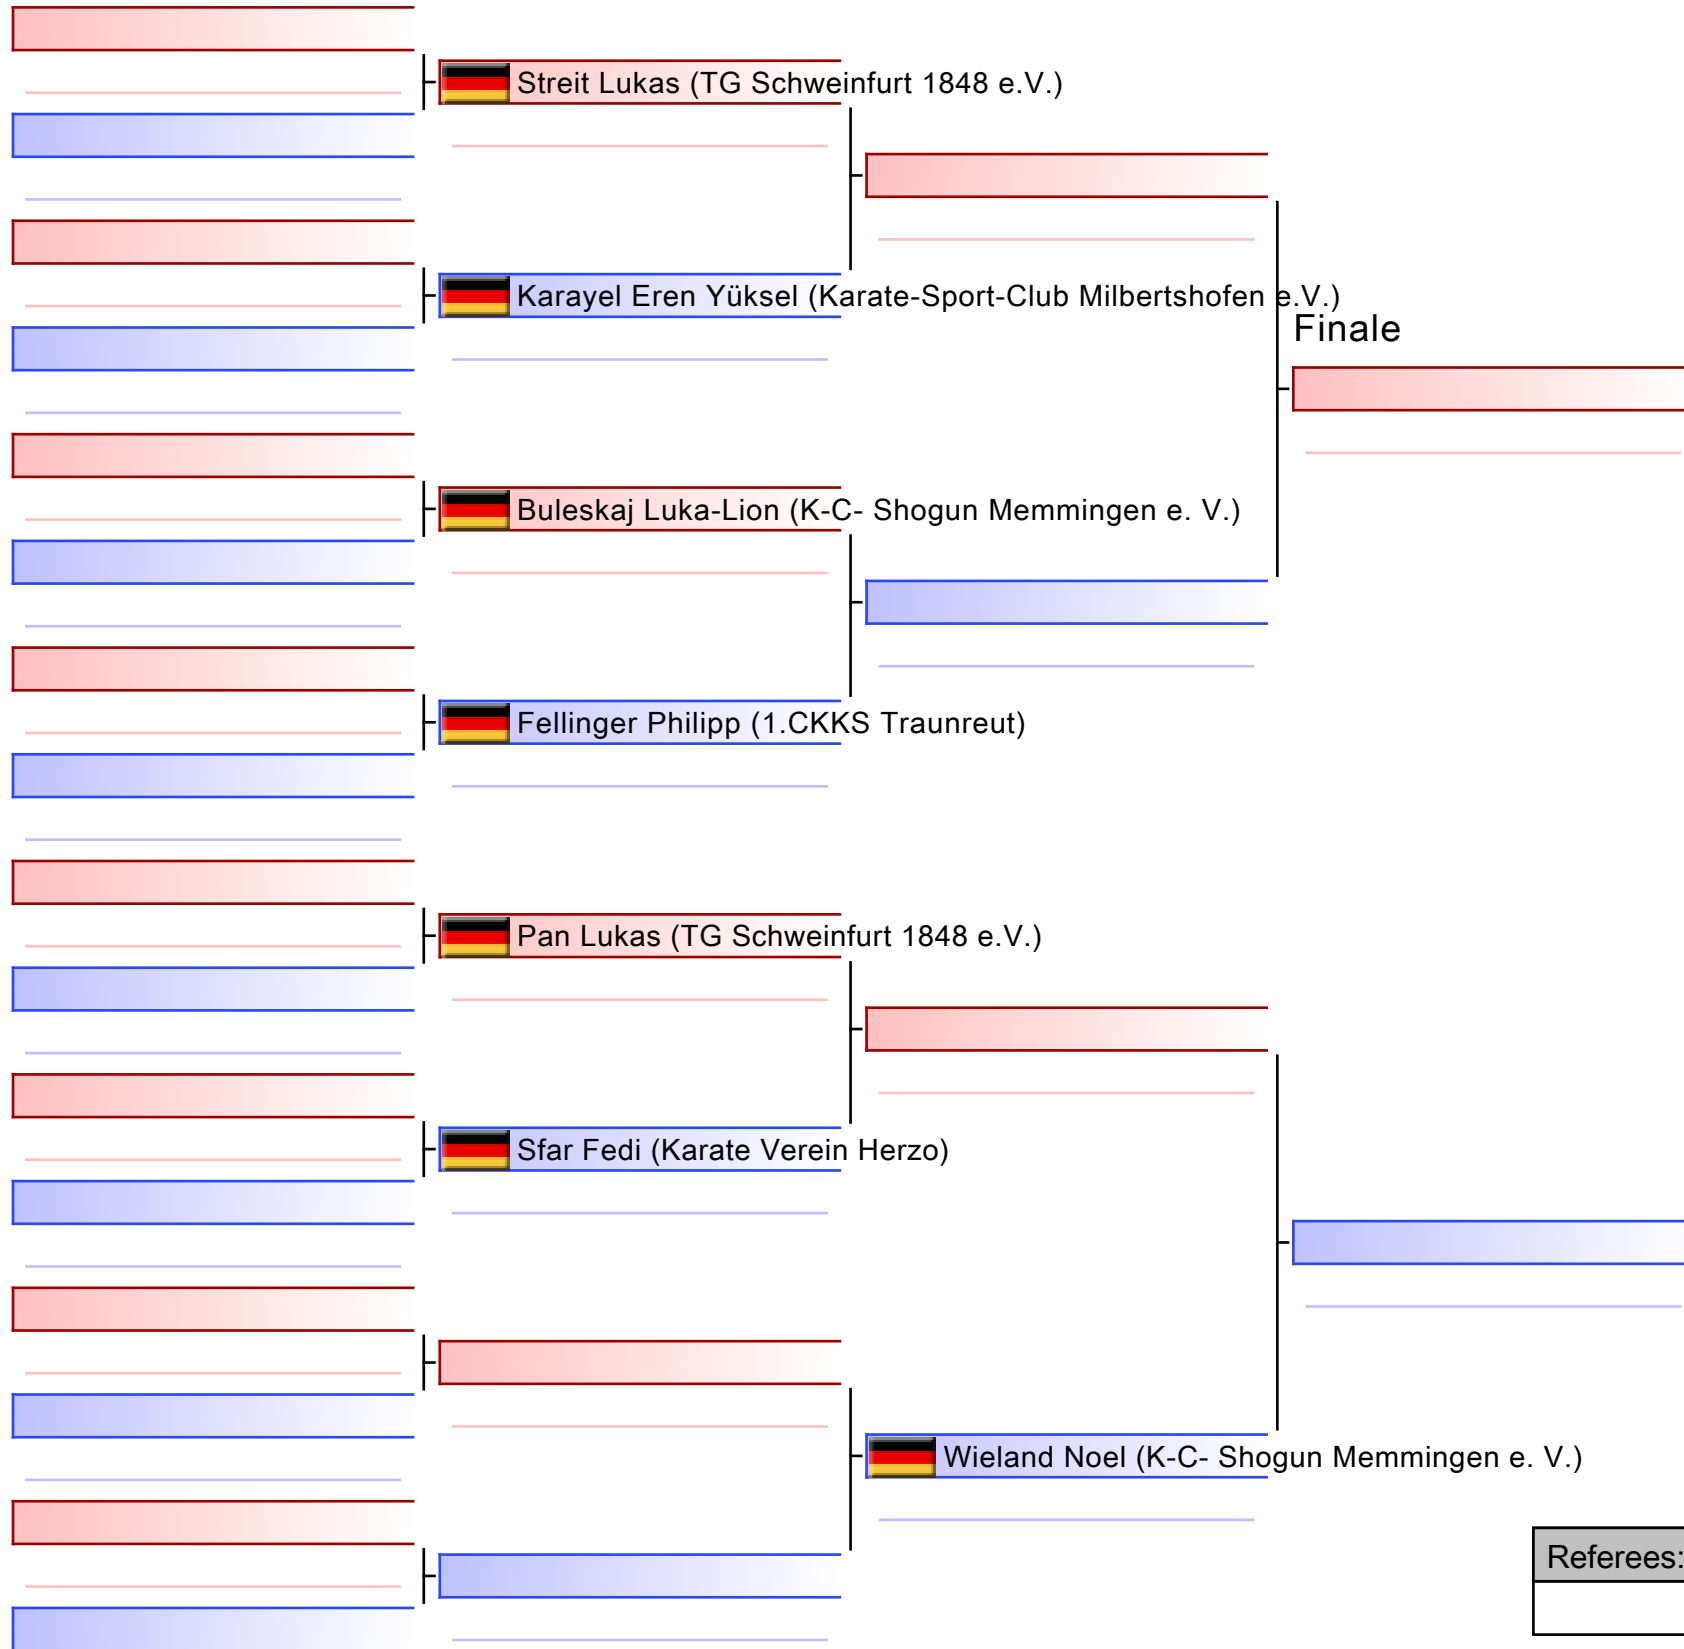 Streit Lukas (TG Schweinfurt 1848 e.V.)
Karayel Eren Yüksel (Karate-Sport-Club Milbertshofen e.V.)
Finale
Buleskaj Luka-Lion (K-C- Shogun Memmingen e. V.)
Fellinger Philipp (1.CKKS Traunreut)
Pan Lukas (TG Schweinfurt 1848 e.V.)
Sfar Fedi (Karate Verein Herzo)
Wieland Noel (K-C- Shogun Memmingen e. V.)
Referees: